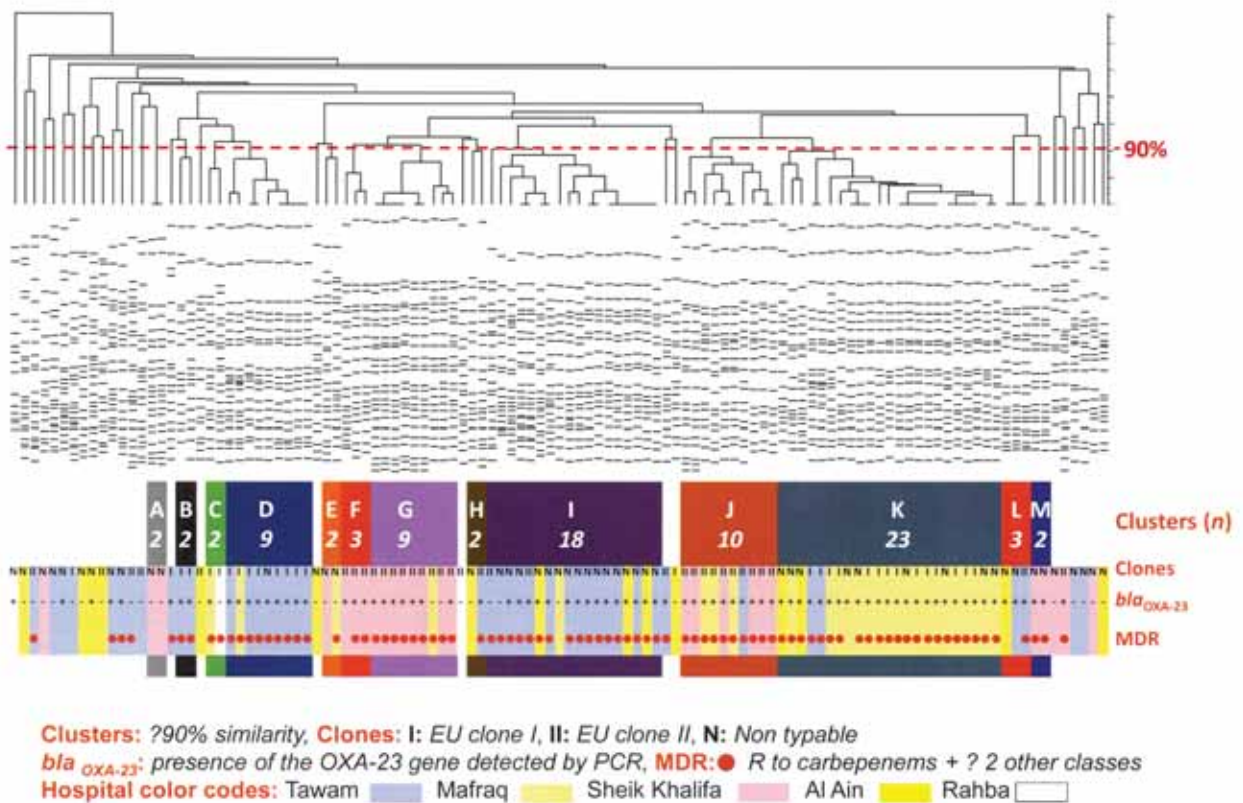 90%
A B C D E F G H I J K L M
2 2 2 9 2 3 9 2 18 10 23 3 2
Clusters (n)
Clones
bla OXA-23
MDR
Clusters: ?90% similarity, Clones: I: EU clone I, II: EU clone II, N: Non typable
bla OXA-23: presence of the OXA-23 gene detected by PCR, MDR: R to carbepenems + ? 2 other classes
Hospital color codes: Tawam Mafraq Sheik Khalifa Al Ain Rahba